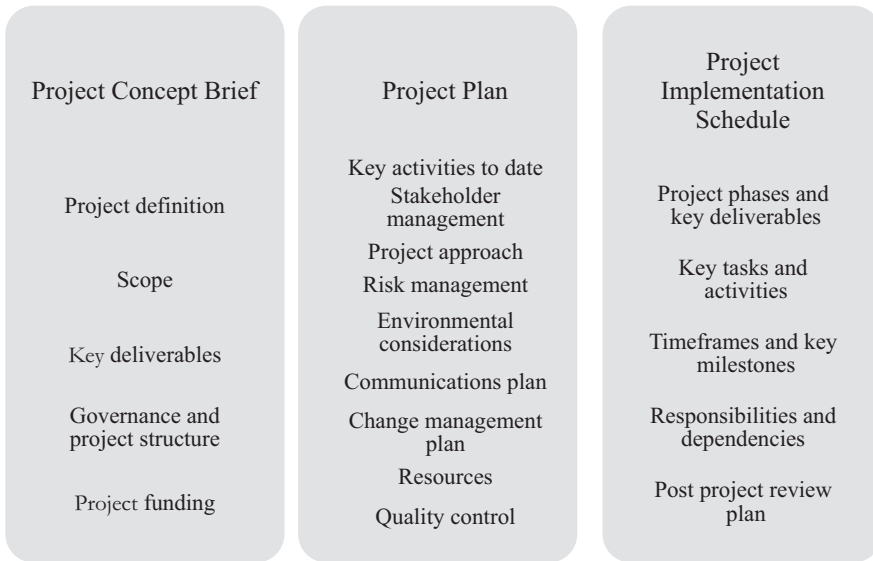 Project Concept Brief
Project definition
Scope
Key deliverables
Governance and
project structure
Project funding
Project Plan
Key activities to date
Stakeholder
management
Project approach
Risk management
Environmental
considerations
Communications plan
Change management
plan
Resources
Quality control
Project
Implementation
Schedule
Project phases and
key deliverables
Key tasks and
activities
Timeframes and key
milestones
Responsibilities and
dependencies
Post project review
plan